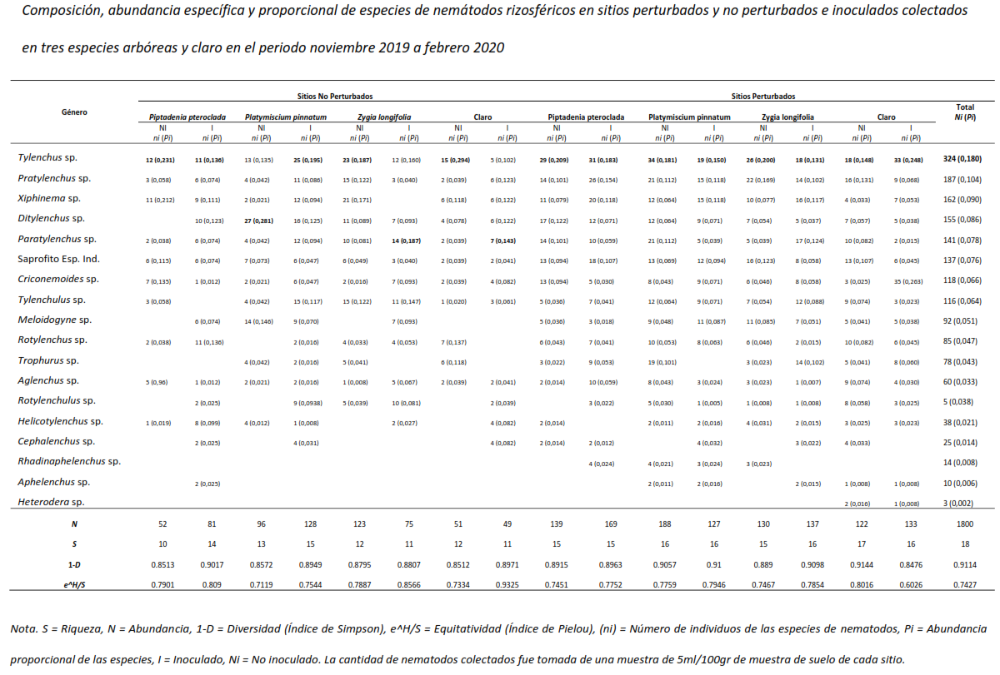 Composición, abundancia específica y proporcional de especies de nemátodos rizosféricos en sitios perturbados y no perturbados e inoculados colectados
en tres especies arbóreas y claro en el periodo noviembre 2019 a febrero 2020
Género Sitios No Perturbados Sitios Perturbados Total
Piptadenia pteroclada Platymiscium pinnatum Zygia longifolia Claro Piptadenia pteroclada Platymiscium pinnatum Zygia longifolia Claro Ni (Pi)
NI I NI I NI I NI I NI I NI I NI I NI I
ni (Pi) ni (Pi) ni (Pi) ni (Pi) ni (Pi) ni (Pi) ni (Pi) ni (Pi) ni (Pi) ni (Pi) ni (Pi) ni (Pi) ni (Pi) ni (Pi) ni (Pi) ni (Pi)
Tylenchus sp. 12 (0,231) 11 (0,136) 13 (0,135) 25 (0,195) 23 (0,187) 12 (0,160) 15 (0,294) 5 (0,102) 29 (0,209) 31 (0,183) 34 (0,181) 19 (0,150) 26 (0,200) 18 (0,131) 18 (0,148) 33 (0,248) 324 (0,180)
Pratylenchus sp. 3 (0,058) 6 (0,074) 4 (0,042) 11 (0,086) 15 (0,122) 3 (0,040) 2 (0,039) 6 (0,123) 14 (0,101) 26 (0,154) 21 (0,112) 15 (0,118) 22 (0,169) 14 (0,102) 16 (0,131) 9 (0,068) 187 (0,104)
Xiphinema sp. 11 (0,212) 9 (0,111) 2 (0,021) 12 (0,094) 21 (0,171) 6 (0,118) 6 (0,122) 11 (0,079) 20 (0,118) 12 (0,064) 15 (0,118) 10 (0,077) 16 (0,117) 4 (0,033) 7 (0,053) 162 (0,090)
Ditylenchus sp. 10 (0,123) 27 (0,281) 16 (0,125) 11 (0,089) 7 (0,093) 4 (0,078) 6 (0,122) 17 (0,122) 12 (0,071) 12 (0,064) 9 (0,071) 7 (0,054) 5 (0,037) 7 (0,057) 5 (0,038) 155 (0,086)
Paratylenchus sp. 2 (0,038) 6 (0,074) 4 (0,042) 12 (0,094) 10 (0,081) 14 (0,187) 2 (0,039) 7 (0,143) 14 (0,101) 10 (0,059) 21 (0,112) 5 (0,039) 5 (0,039) 17 (0,124) 10 (0,082) 2 (0,015) 141 (0,078)
Saprofito Esp. Ind. 6 (0,115) 6 (0,074) 7 (0,073) 6 (0,047) 6 (0,049) 3 (0,040) 2 (0,039) 2 (0,041) 13 (0,094) 18 (0,107) 13 (0,069) 12 (0,094) 16 (0,123) 8 (0,058) 13 (0,107) 6 (0,045) 137 (0,076)
Criconemoides sp. 7 (0,135) 1 (0,012) 2 (0,021) 6 (0,047) 2 (0,016) 7 (0,093) 2 (0,039) 4 (0,082) 13 (0,094) 5 (0,030) 8 (0,043) 9 (0,071) 6 (0,046) 8 (0,058) 3 (0,025) 35 (0,263) 118 (0,066)
Tylenchulus sp. 3 (0,058) 4 (0,042) 15 (0,117) 15 (0,122) 11 (0,147) 1 (0,020) 3 (0,061) 5 (0,036) 7 (0,041) 12 (0,064) 9 (0,071) 7 (0,054) 12 (0,088) 9 (0,074) 3 (0,023) 116 (0,064)
Meloidogyne sp. 6 (0,074) 14 (0,146) 9 (0,070) 7 (0,093) 5 (0,036) 3 (0,018) 9 (0,048) 11 (0,087) 11 (0,085) 7 (0,051) 5 (0,041) 5 (0,038) 92 (0,051)
Rotylenchus sp. 2 (0,038) 11 (0,136) 2 (0,016) 4 (0,033) 4 (0,053) 7 (0,137) 6 (0,043) 7 (0,041) 10 (0,053) 8 (0,063) 6 (0,046) 2 (0,015) 10 (0,082) 6 (0,045) 85 (0,047)
Trophurus sp. 4 (0,042) 2 (0,016) 5 (0,041) 6 (0,118) 3 (0,022) 9 (0,053) 19 (0,101) 3 (0,023) 14 (0,102) 5 (0,041) 8 (0,060) 78 (0,043)
Aglenchus sp. 5 (0,96) 1 (0,012) 2 (0,021) 2 (0,016) 1 (0,008) 5 (0,067) 2 (0,039) 2 (0,041) 2 (0,014) 10 (0,059) 8 (0,043) 3 (0,024) 3 (0,023) 1 (0,007) 9 (0,074) 4 (0,030) 60 (0,033)
Rotylenchulus sp. 2 (0,025) 9 (0,0938) 5 (0,039) 10 (0,081) 2 (0,039) 3 (0,022) 5 (0,030) 1 (0,005) 1 (0,008) 1 (0,008) 8 (0,058) 3 (0,025) 5 (0,038)
Helicotylenchus sp. 1 (0,019) 8 (0,099) 4 (0,012) 1 (0,008) 2 (0,027) 4 (0,082) 2 (0,014) 2 (0,011) 2 (0,016) 4 (0,031) 2 (0,015) 3 (0,025) 3 (0,023) 38 (0,021)
Cephalenchus sp. 2 (0,025) 4 (0,031) 4 (0,082) 2 (0,014) 2 (0,012) 4 (0,032) 3 (0,022) 4 (0,033) 25 (0,014)
Rhadinaphelenchus sp. 4 (0,024) 4 (0,021) 3 (0,024) 3 (0,023) 14 (0,008)
Aphelenchus sp. 2 (0,025) 2 (0,011) 2 (0,016) 2 (0,015) 1 (0,008) 1 (0,008) 10 (0,006)
Heterodera sp. 2 (0,016) 1 (0,008) 3 (0,002)
N 52 81 96 128 123 75 51 49 139 169 188 127 130 137 122 133 1800
S 10 14 13 15 12 11 12 11 15 15 16 16 15 16 17 16 18
1-D 0.8513 0.9017 0.8572 0.8949 0.8795 0.8807 0.8512 0.8971 0.8915 0.8963 0.9057 0.91 0.889 0.9098 0.9144 0.8476 0.9114
e^H/S 0.7901 0.809 0.7119 0.7544 0.7887 0.8566 0.7334 0.9325 0.7451 0.7752 0.7759 0.7946 0.7467 0.7854 0.8016 0.6026 0.7427
Nota. S = Riqueza, N = Abundancia, 1-D = Diversidad (Índice de Simpson), e^H/S = Equitatividad (Índice de Pielou), (ni) = Número de individuos de las especies de nematodos, Pi = Abundancia
proporcional de las especies, I = Inoculado, Ni = No inoculado. La cantidad de nematodos colectados fue tomada de una muestra de 5ml/100gr de muestra de suelo de cada sitio.